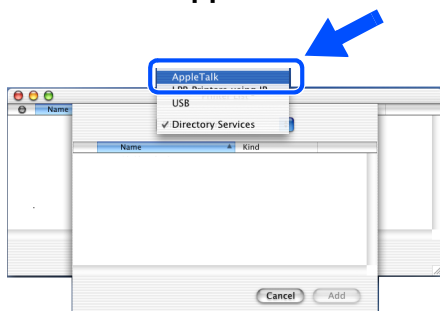 AppleTalk
LPR Printers using IP
USB
Name
✓ Directory Services
Name Kind
Cancel Add